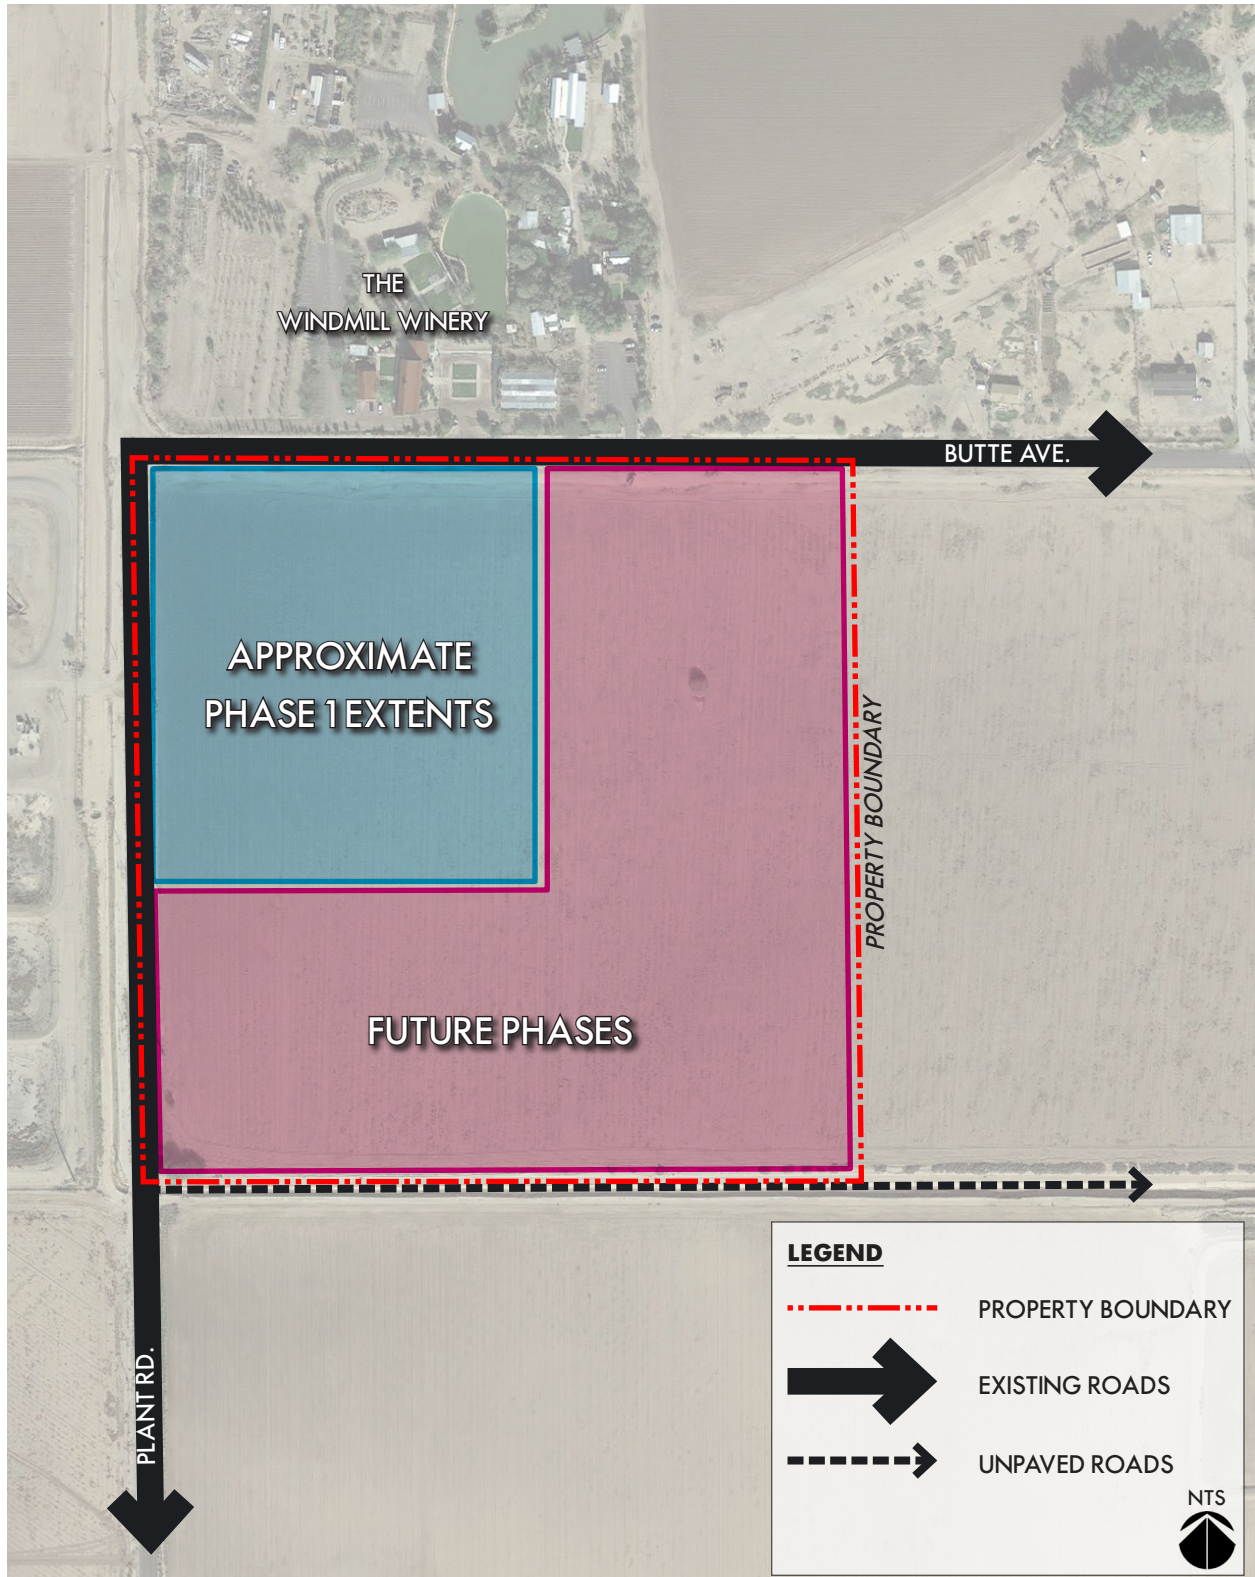 THE
WINDMILL WINERY
BUTTE AVE.
APPROXIMATE
PHASE 1 EXTENTS
PROPERTY BOUNDARY
FUTURE PHASES
PLANT RD.
LEGEND
PROPERTY BOUNDARY
EXISTING ROADS
UNPAVED ROADS
NTS